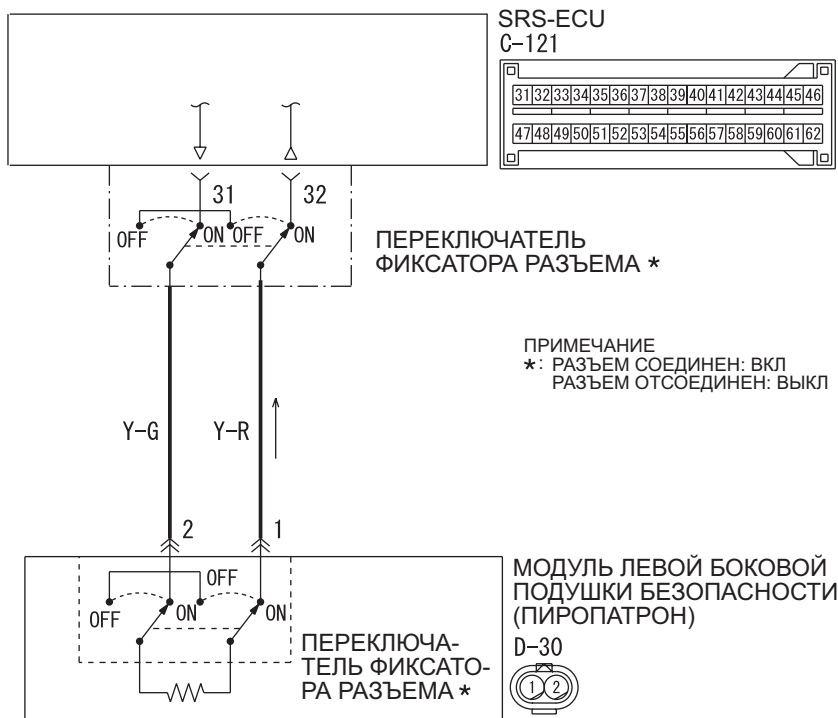 SRS-ECU
C-121
31 32 33 34 35 36 37 38 39 40 41 42 43 44 45 46
47 48 49 50 51 52 53 54 55 56 57 58 59 60 61 62
31 32
OFF ON OFF ON
ПЕРЕКЛЮЧАТЕЛЬ
ФИКСАТОРА РАЗЪЕМА *
ПРИМЕЧАНИЕ
*: РАЗЪЕМ СОЕДИНЕН: ВКЛ
РАЗЪЕМ ОТСОЕДИНЕН: ВЫКЛ
Y-G Y-R
2 1
OFF
OFF ON ON
МОДУЛЬ ЛЕВОЙ БОКОВОЙ
ПОДУШКИ БЕЗОПАСНОСТИ
(ПИРОПАТРОН)
D-30
1 2
ПЕРЕКЛЮЧА-
ТЕЛЬ ФИКСАТО-
РА РАЗЪЕМА *